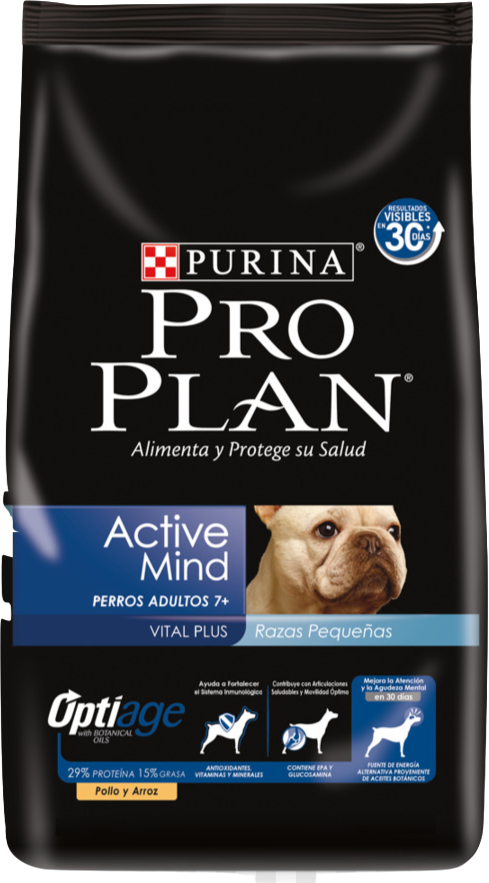 RESULTADOS
VISIBLES
EN 30 DÍAS
PURINA®
PRO
PLAN®
Alimenta y Protege su Salud
Active
Mind
PERROS ADULTOS 7+
VITAL PLUS
Razas Pequeñas
Optiage
with BOTANICAL
OILS
Ayuda a Fortalecer
el Sistema Inmunológico
ANTIOXIDANTES,
VITAMINAS Y MINERALES
Contribuye con Articulaciones
Saludables y Movilidad Óptima
CONTIENE EPA Y
GLUCOSAMINA
Mejora la Atención
y la Agudeza Mental
en 30 días
FUENTE DE ENERGÍA
ALTERNATIVA PROVENIENTE
DE ACEITES BOTÁNICOS
29% PROTEÍNA 15% GRASA
Pollo y Arroz